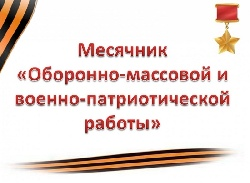 Месячник
«Оборонно-массовой и
военно-патриотической
работы»